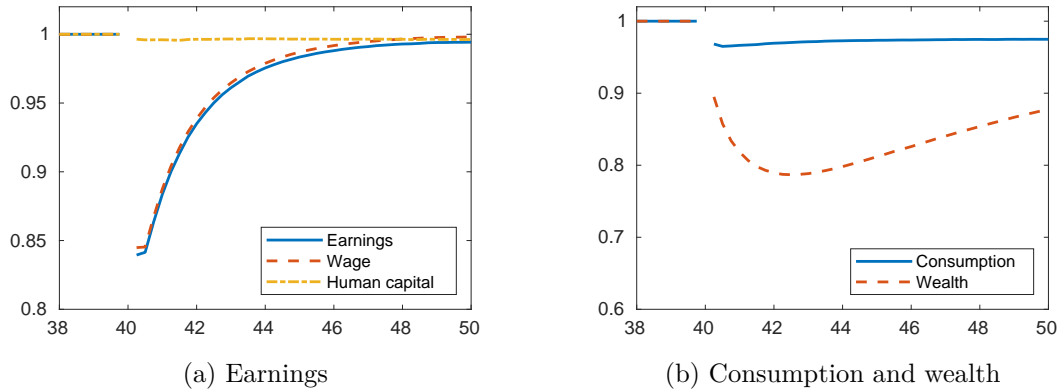 1
0.95
0.9
0.85
0.8
38 40 42 44 46 48 50
Earnings
Wage
Human capital
(a) Earnings
1
0.9
0.8
0.7
0.6
38 40 42 44 46 48 50
Consumption
Wealth
(b) Consumption and wealth